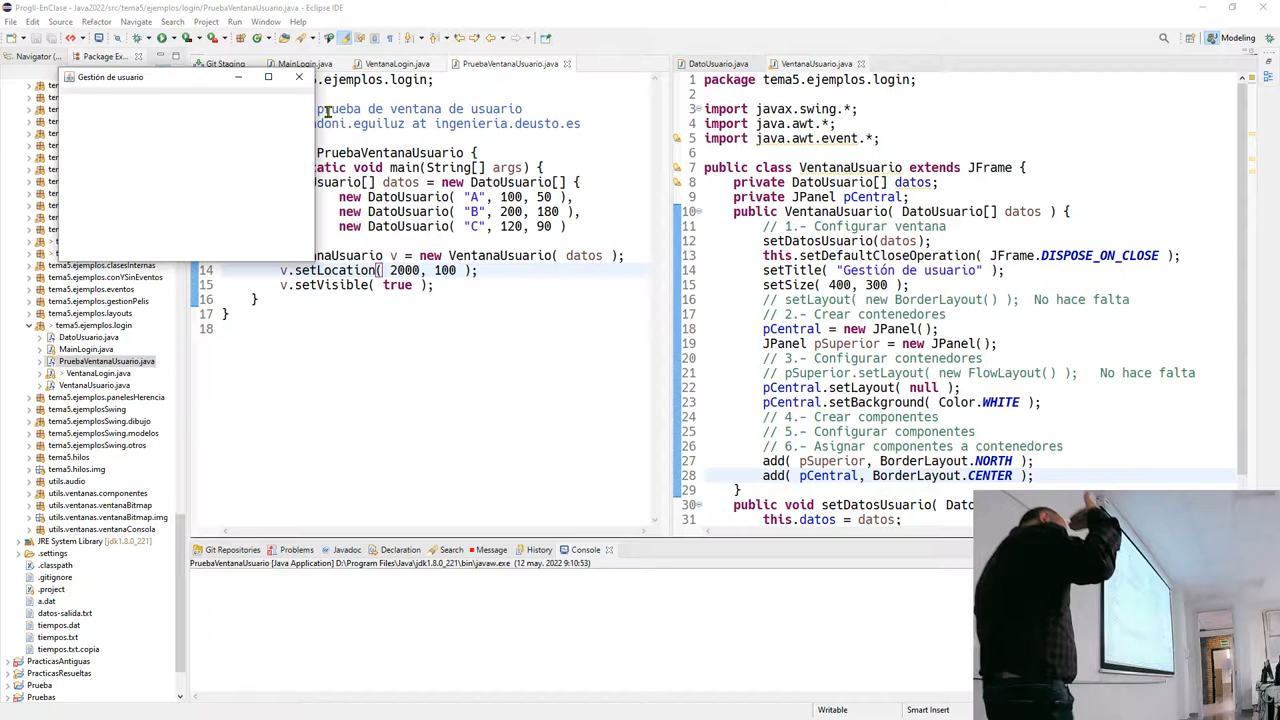 ProgII-EnClase - Java2022/src/tema5/ejemplos/login/PruebaVentanaUsuario.java - Eclipse IDE
File Edit Source Refactor Navigate Search Project Run Window Help
Modeling
Navigator ( Package Ex...
Git Staging MainLogin.java VentanaLogin.java PruebaVentanaUsuario.java
DatoUsuario.java VentanaUsuario.java
Gestión de usuario
5.ejemplos.login;
prueba de ventana de usuario
andoni.eguiluz at ingenieria.deusto.es
PruebaVentanaUsuario {
tatic void main(String[] args) {
Usuario[] datos = new DatoUsuario[] {
new DatoUsuario( "A", 100, 50 ),
new DatoUsuario( "B", 200, 180 ),
new DatoUsuario( "C", 120, 90 )
anaUsuario v = new VentanaUsuario( datos );
14 v.setLocation( 2000, 100 );
15 v.setVisible( true );
16 }
17 }
18
1 package tema5.ejemplos.login;
2
3 import javax.swing.*;
4 import java.awt.*;
5 import java.awt.event.*;
6
7 public class VentanaUsuario extends JFrame {
8 private DatoUsuario[] datos;
9 private JPanel pCentral;
10 public VentanaUsuario( DatoUsuario[] datos ) {
11 // 1.- Configurar ventana
12 setDatosUsuario(datos);
13 this.setDefaultCloseOperation( JFrame.DISPOSE_ON_CLOSE );
14 setTitle( "Gestión de usuario" );
15 setSize( 400, 300 );
16 // setLayout( new BorderLayout() ); No hace falta
17 // 2.- Crear contenedores
18 pCentral = new JPanel();
19 JPanel pSuperior = new JPanel();
20 // 3.- Configurar contenedores
21 // pSuperior.setLayout( new FlowLayout() ); No hace falta
22 pCentral.setLayout( null );
23 pCentral.setBackground( Color.WHITE );
24 // 4.- Crear componentes
25 // 5.- Configurar componentes
26 // 6.- Asignar componentes a contenedores
27 add( pSuperior, BorderLayout.NORTH );
28 add( pCentral, BorderLayout.CENTER );
29 }
30 public void setDatosUsuario( Dato
31 this.datos = datos;
tema5.ejemplos.clasesInternas
tema5.ejemplos.conYSinEventos
tema5.ejemplos.eventos
tema5.ejemplos.gestionPelis
tema5.ejemplos.layouts
> tema5.ejemplos.login
DatoUsuario.java
MainLogin.java
PruebaVentanaUsuario.java
> VentanaLogin.java
VentanaUsuario.java
tema5.ejemplos.panelesHerencia
tema5.ejemplosSwing
tema5.ejemplosSwing.dibujo
tema5.ejemplosSwing.modelos
tema5.ejemplosSwing.otros
tema5.hilos
tema5.hilos.img
utils.audio
utils.ventanas.componentes
utils.ventanas.ventanaBitmap
utils.ventanas.ventanaBitmap.img
utils.ventanas.ventanaConsola
JRE System Library [jdk1.8.0_221]
.settings
.classpath
.gitignore
.project
a.dat
datos-salida.txt
tiempos.dat
tiempos.txt
tiempos.txt.copia
PracticasAntiguas
PracticasResueltas
Prueba
Pruebas
Git Repositories Problems Javadoc Declaration Search Message History Console
PruebaVentanaUsuario [Java Application] D:\Program Files\Java\jdk1.8.0_221\bin\javaw.exe (12 may. 2022 9:10:53)
Writable Smart Insert